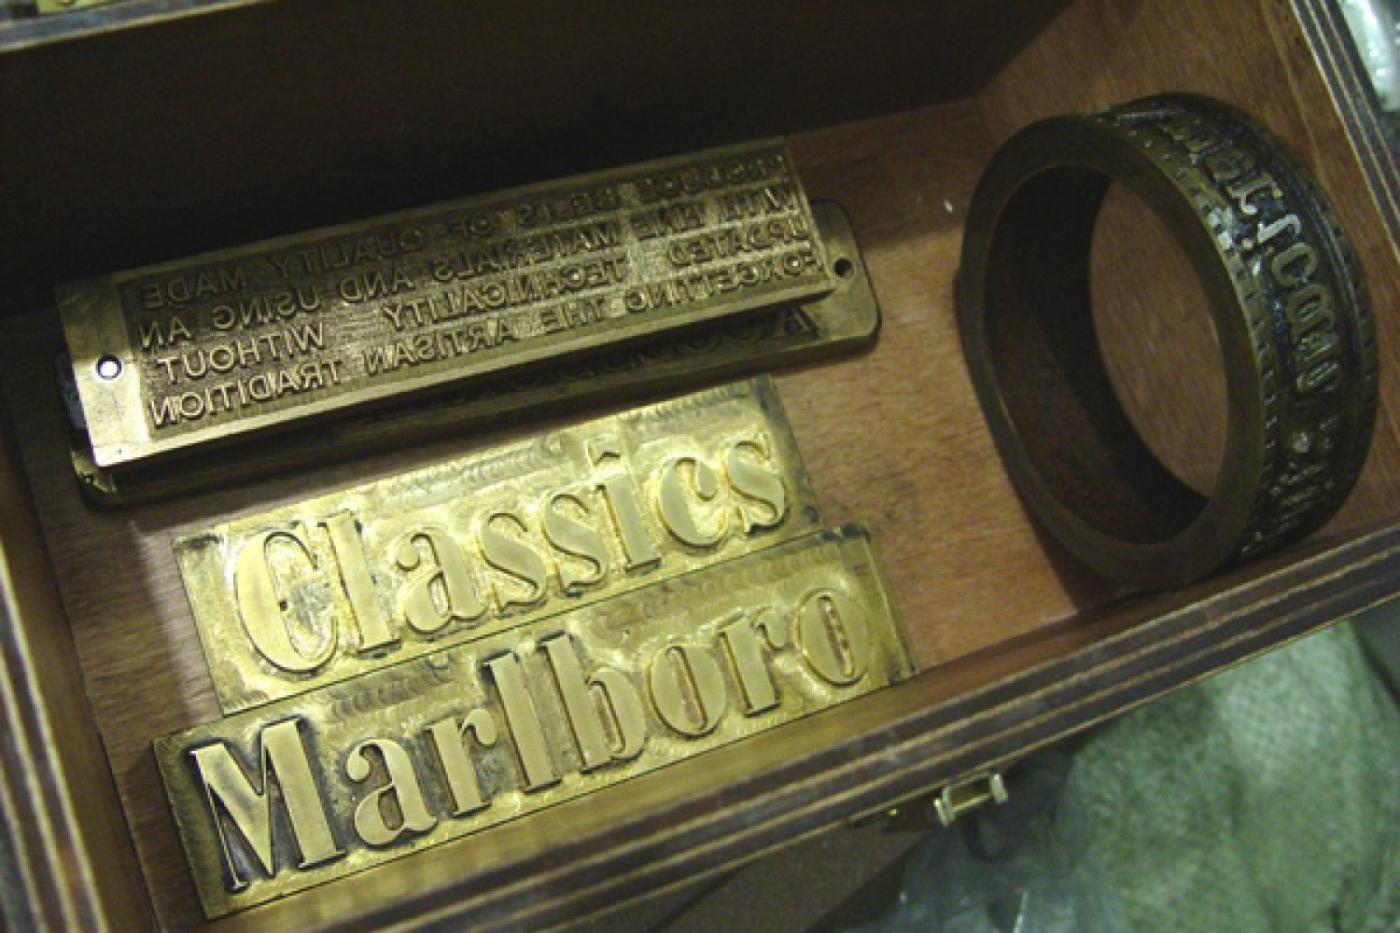 PRODUCE BELTS OF QUALITY MADE
WITH FINE MATERIALS AND USING AN
UPDATED TECHNICALITY WITHOUT
FORGETTING THE ARTISAN TRADITION
Classics
Marlboro